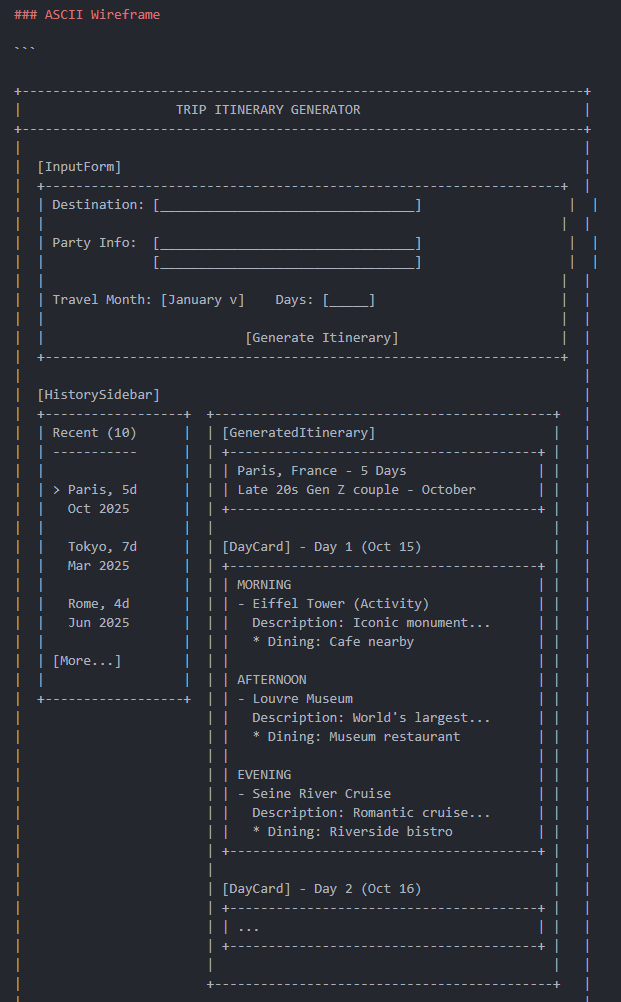 ### ASCII Wireframe
```
+-------------------------------------------------------------------------+
|                    TRIP ITINERARY GENERATOR                             |
+-------------------------------------------------------------------------+
|                                                                         |
|  [InputForm]                                                            |
|  +-------------------------------------------------------------------+  |
|  | Destination: [_________________________________]                   |  |
|  |                                                                   |  |
|  | Party Info:  [_________________________________]                   |  |
|  |              [_________________________________]                   |  |
|  |                                                                   |  |
|  | Travel Month: [January v]    Days: [_____]                        |  |
|  |                                                                   |  |
|  |                          [Generate Itinerary]                     |  |
|  +-------------------------------------------------------------------+  |
|                                                                         |
|  [HistorySidebar]                                                       |
|  +------------------+  +--------------------------------------------+   |
|  | Recent (10)      |  | [GeneratedItinerary]                       |   |
|  | -----------      |  | +----------------------------------------+ |   |
|  |                  |  | | Paris, France - 5 Days                 | |   |
|  | > Paris, 5d      |  | | Late 20s Gen Z couple - October        | |   |
|  |   Oct 2025       |  | +----------------------------------------+ |   |
|  |                  |  |                                            |   |
|  |   Tokyo, 7d      |  | [DayCard] - Day 1 (Oct 15)                 |   |
|  |   Mar 2025       |  | +----------------------------------------+ |   |
|  |                  |  | | MORNING                                | |   |
|  |   Rome, 4d       |  | | - Eiffel Tower (Activity)              | |   |
|  |   Jun 2025       |  | |   Description: Iconic monument...      | |   |
|  |                  |  | |   * Dining: Cafe nearby                | |   |
|  | [More...]        |  | |                                        | |   |
|  |                  |  | | AFTERNOON                              | |   |
|  +------------------+  | | - Louvre Museum                        | |   |
|                        | |   Description: World's largest...      | |   |
|                        | |   * Dining: Museum restaurant          | |   |
|                        | |                                        | |   |
|                        | | EVENING                                | |   |
|                        | | - Seine River Cruise                   | |   |
|                        | |   Description: Romantic cruise...      | |   |
|                        | |   * Dining: Riverside bistro           | |   |
|                        | +----------------------------------------+ |   |
|                        |                                            |   |
|                        | [DayCard] - Day 2 (Oct 16)                 |   |
|                        | +----------------------------------------+ |   |
|                        | | ...                                    | |   |
|                        | +----------------------------------------+ |   |
|                        |                                            |   |
|                        +--------------------------------------------+   |
|                                                                         |